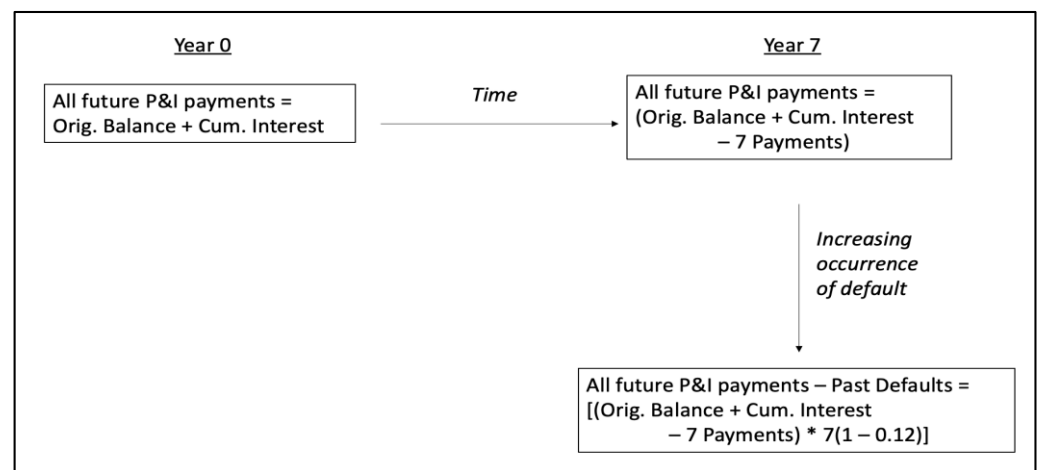 Year 0
Year 7
All future P&I payments =
Orig. Balance + Cum. Interest
Time
All future P&I payments =
(Orig. Balance + Cum. Interest
– 7 Payments)
Increasing
occurrence
of default
All future P&I payments – Past Defaults =
[(Orig. Balance + Cum. Interest
– 7 Payments) * 7(1 – 0.12)]